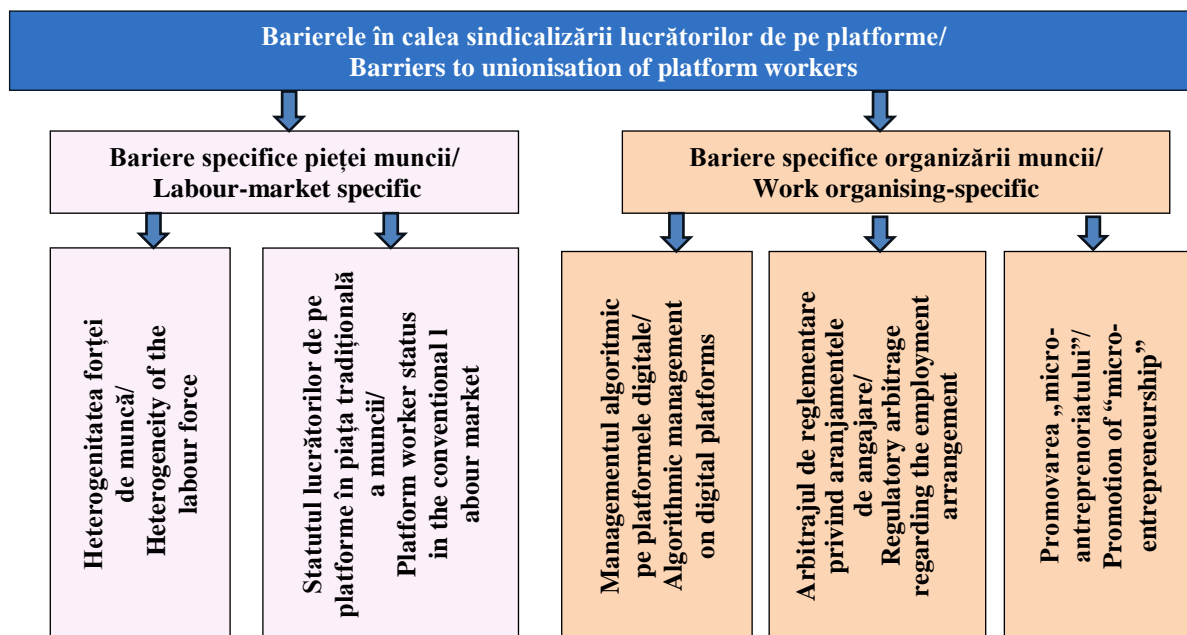 Barierele în calea sindicalizării lucrătorilor de pe platforme/
Barriers to unionisation of platform workers
Bariere specifice pieței muncii/
Labour-market specific
Bariere specifice organizării muncii/
Work organising-specific
Heterogenitatea forței
de muncă/
Heterogeneity of the
labour force
Statutul lucrătorilor de pe
platforme în piața tradițională
a muncii/
Platform worker status
in the conventional l
abour market
Managementul algoritmic
pe platformele digitale/
Algorithmic management
on digital platforms
Arbitrajul de reglementare
privind aranjamentele
de angajare/
Regulatory arbitrage
regarding the employment
arrangement
Promovarea „micro-
antreprenoriatului”/
Promotion of “micro-
entrepreneurship”